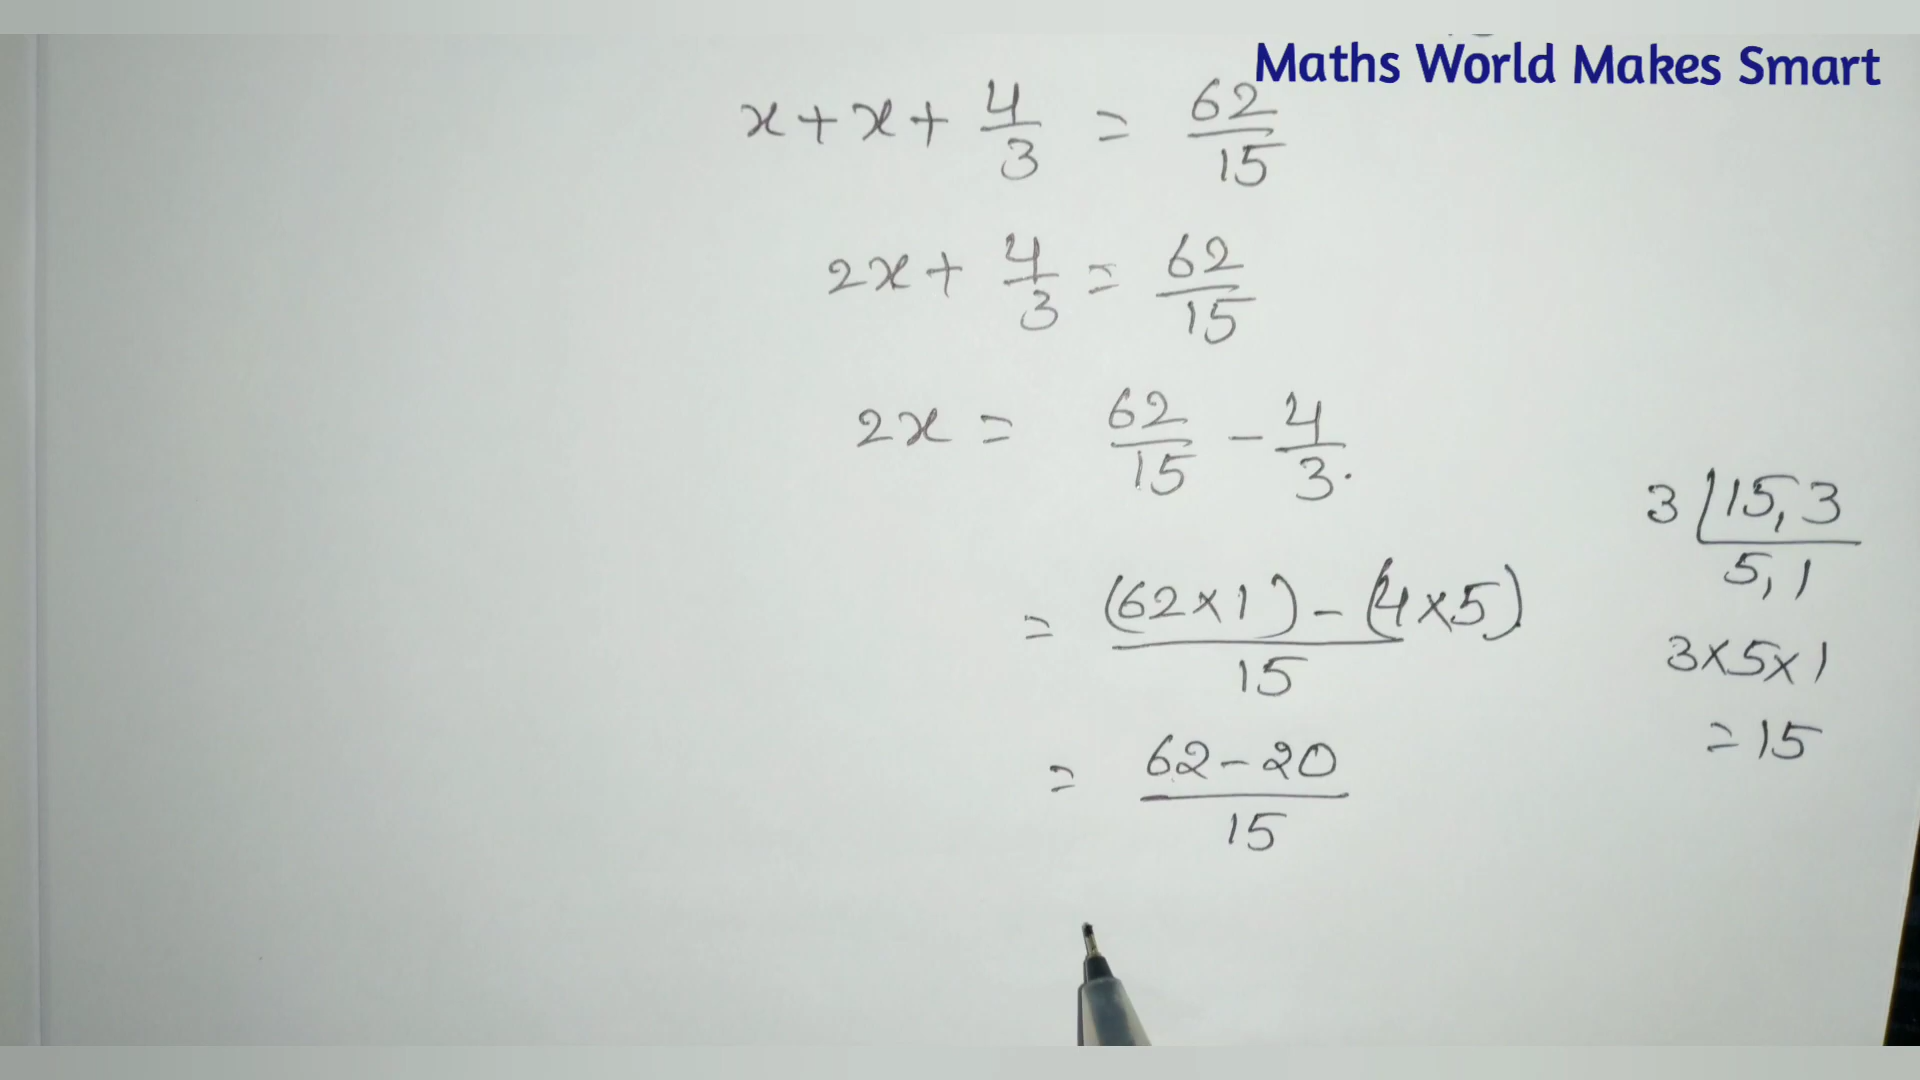 Maths World Makes Smart
x + x + 4/3 = 62/15
2x + 4/3 = 62/15
2x = 62/15 - 4/3.
= (62×1) - (4×5) / 15
= 62 - 20 / 15
3 | 15, 3
5, 1
3×5×1
= 15